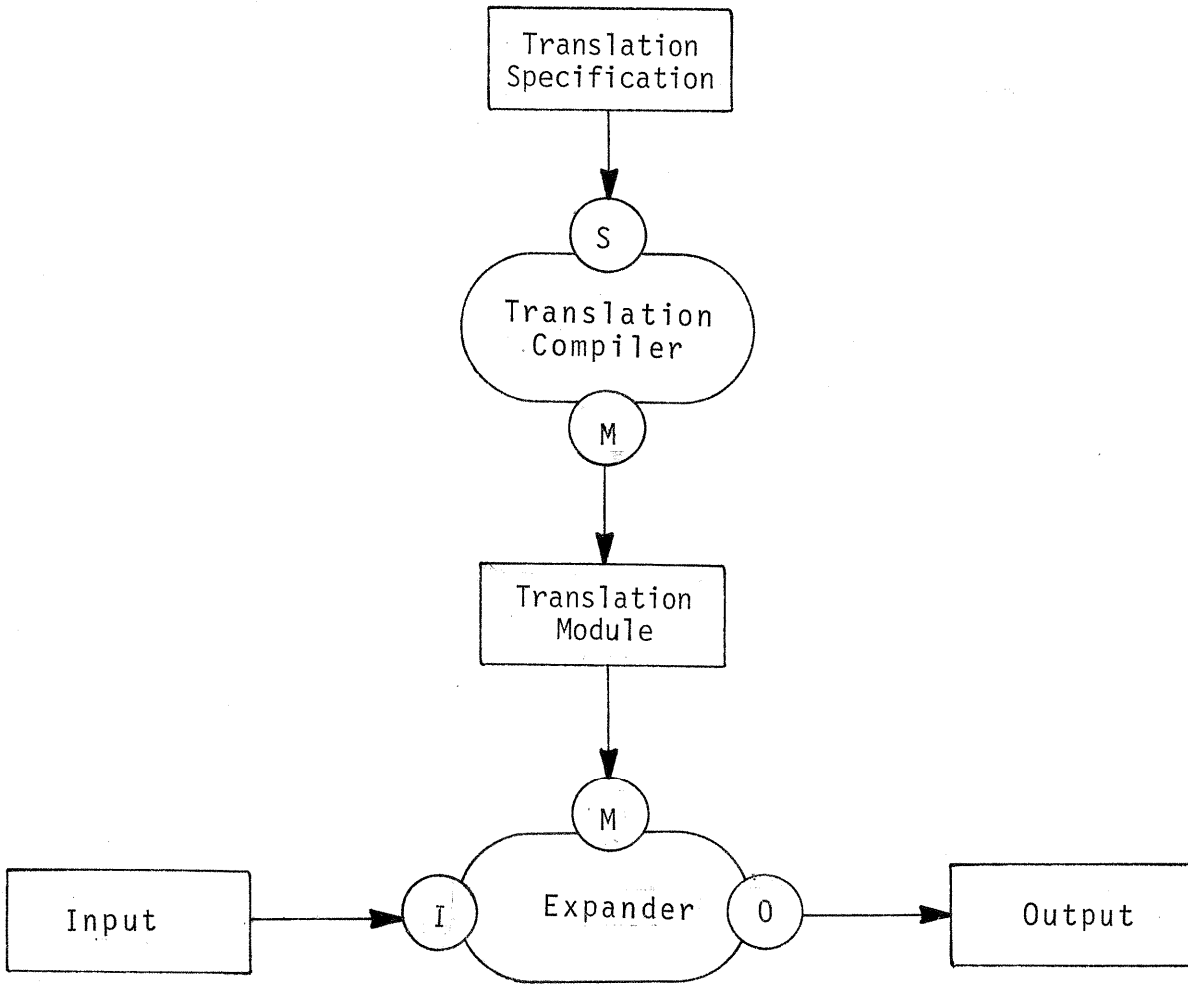 Translation
Specification
S
Translation
Compiler
M
Translation
Module
M
Input
I
Expander
O
Output